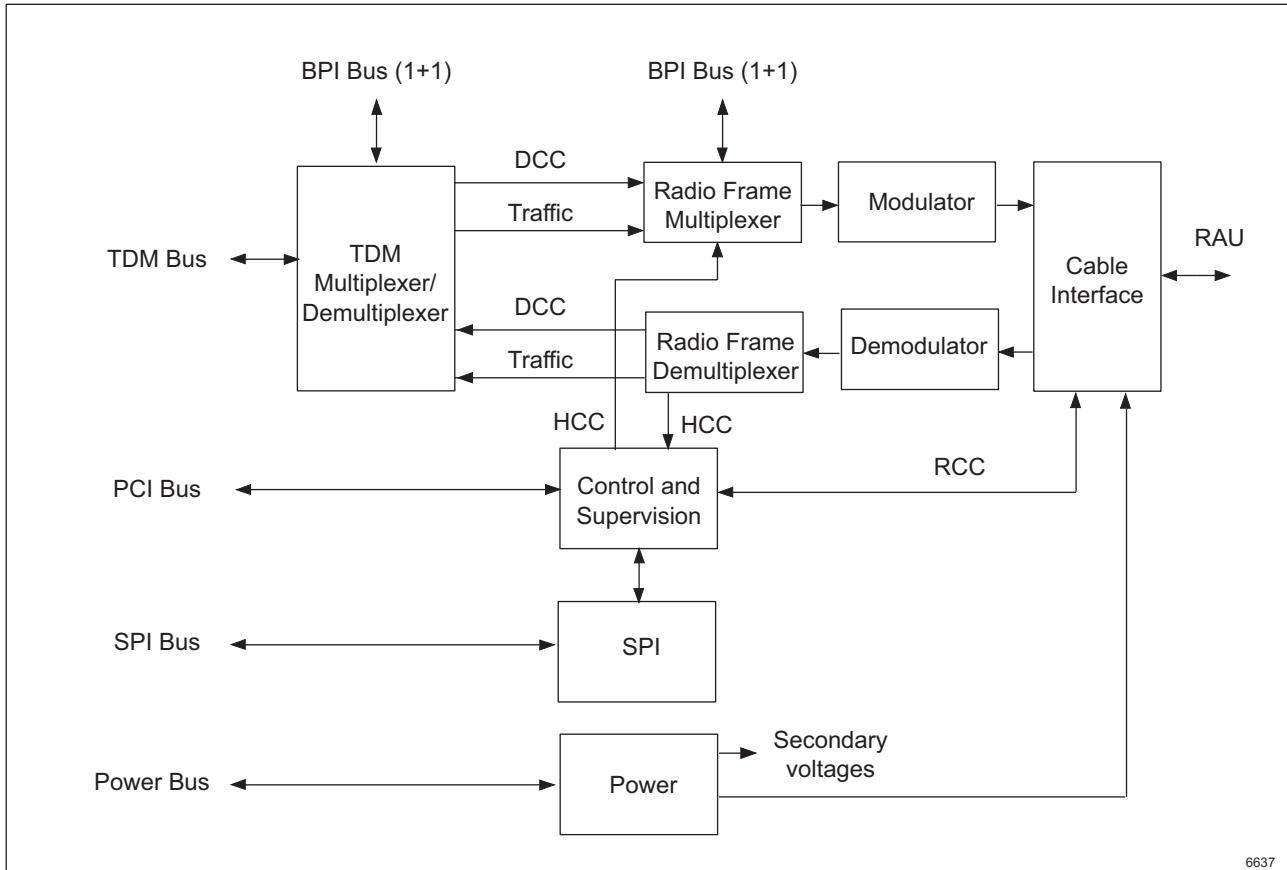 BPI Bus (1+1)
BPI Bus (1+1)
DCC
Traffic
Radio Frame
Multiplexer
Modulator
RAU
TDM Bus
TDM
Multiplexer/
Demultiplexer
Cable
Interface
DCC
Traffic
Radio Frame
Demultiplexer
Demodulator
HCC
HCC
RCC
PCI Bus
Control and
Supervision
SPI Bus
SPI
Secondary
voltages
Power Bus
Power
6637